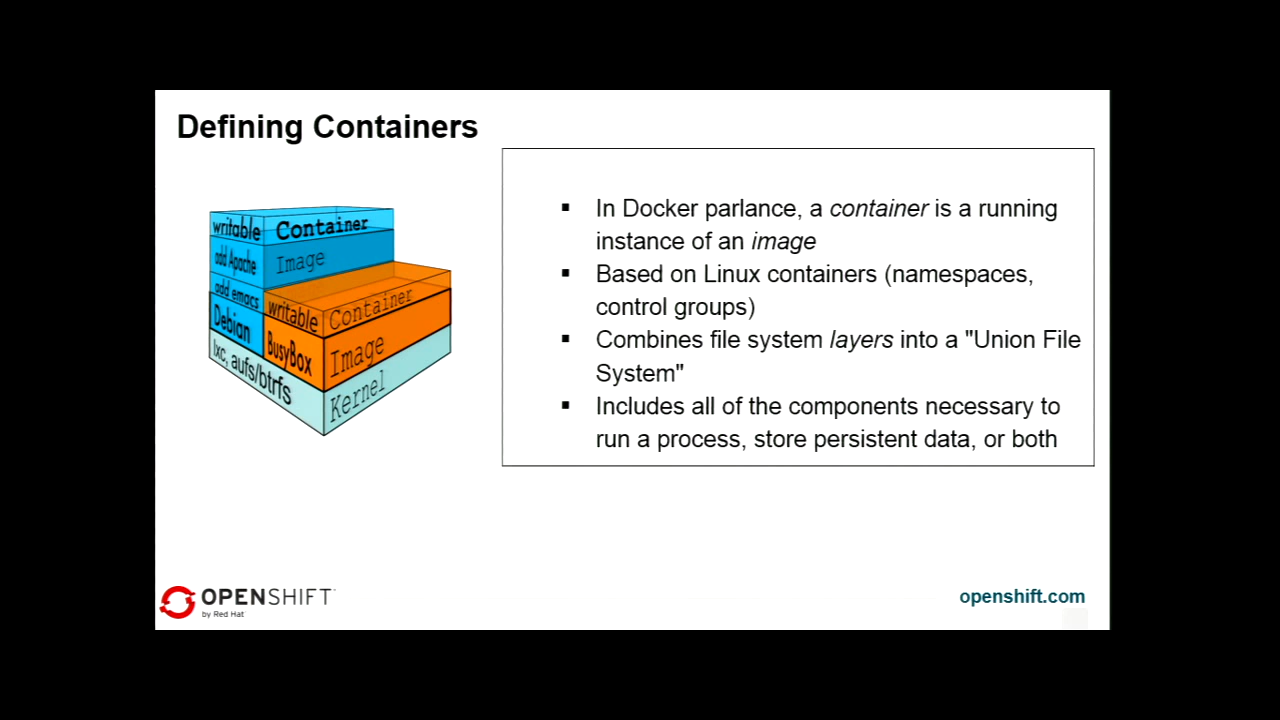 Defining Containers
writable Container
add Apache Image
add emacs
writable Container
Debian
BusyBox Image
lxc, aufs/btrfs
Kernel
▪ In Docker parlance, a container is a running
instance of an image
▪ Based on Linux containers (namespaces,
control groups)
▪ Combines file system layers into a "Union File
System"
▪ Includes all of the components necessary to
run a process, store persistent data, or both
OPENSHIFT
by Red Hat
openshift.com